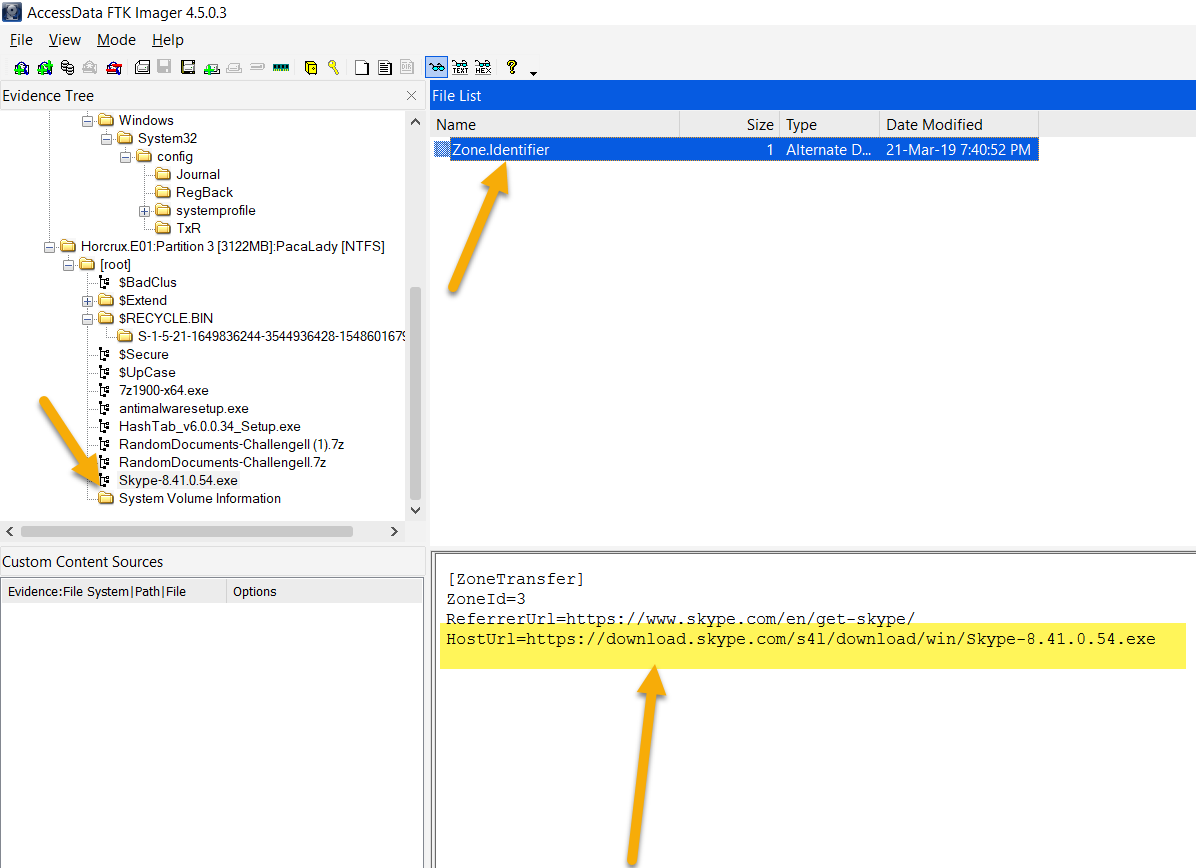 AccessData FTK Imager 4.5.0.3
File View Mode Help
TEXT HEX
Evidence Tree
Windows
System32
config
Journal
RegBack
systemprofile
TxR
Horcrux.E01:Partition 3 [3122MB]:PacaLady [NTFS]
[root]
$BadClus
$Extend
$RECYCLE.BIN
S-1-5-21-1649836244-3544936428-1548601679
$Secure
$UpCase
7z1900-x64.exe
antimalwaresetup.exe
HashTab_v6.0.0.34_Setup.exe
RandomDocuments-ChallengeII (1).7z
RandomDocuments-ChallengeII.7z
Skype-8.41.0.54.exe
System Volume Information
Custom Content Sources
Evidence:File System|Path|File Options
File List
Name Size Type Date Modified
Zone.Identifier 1 Alternate D... 21-Mar-19 7:40:52 PM
[ZoneTransfer]
ZoneId=3
ReferrerUrl=https://www.skype.com/en/get-skype/
HostUrl=https://download.skype.com/s4l/download/win/Skype-8.41.0.54.exe